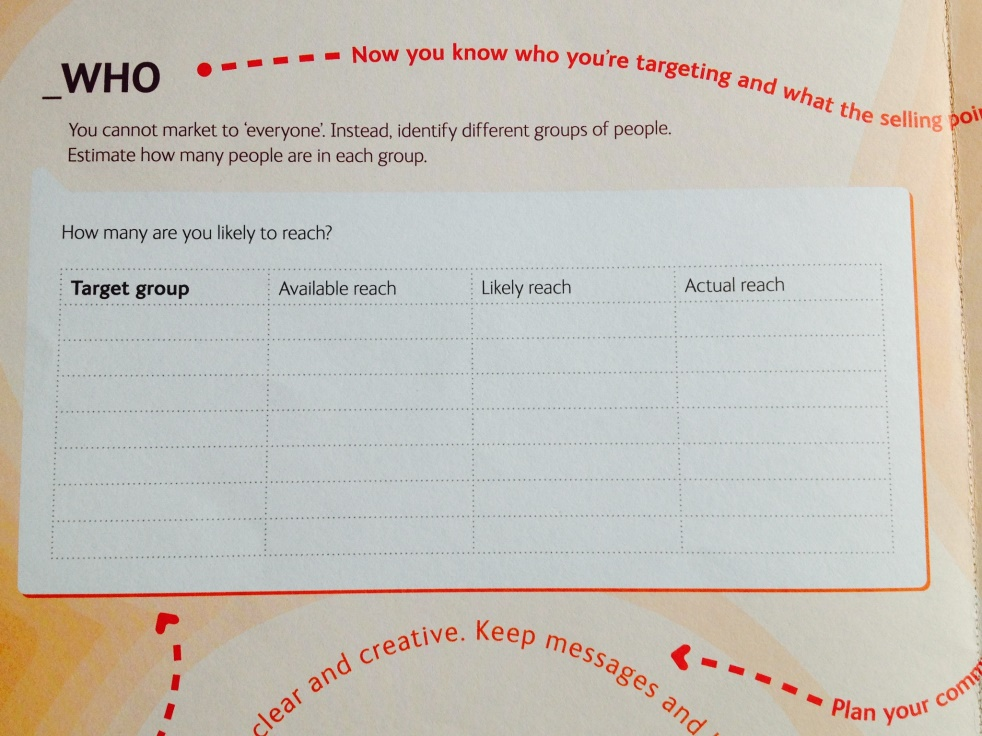 _WHO
Now you know who you're targeting and what the selling
You cannot market to 'everyone'. Instead, identify different groups of people.
Estimate how many people are in each group.
How many are you likely to reach?
Target group Available reach Likely reach Actual reach
clear and creative. Keep messages and
Plan your